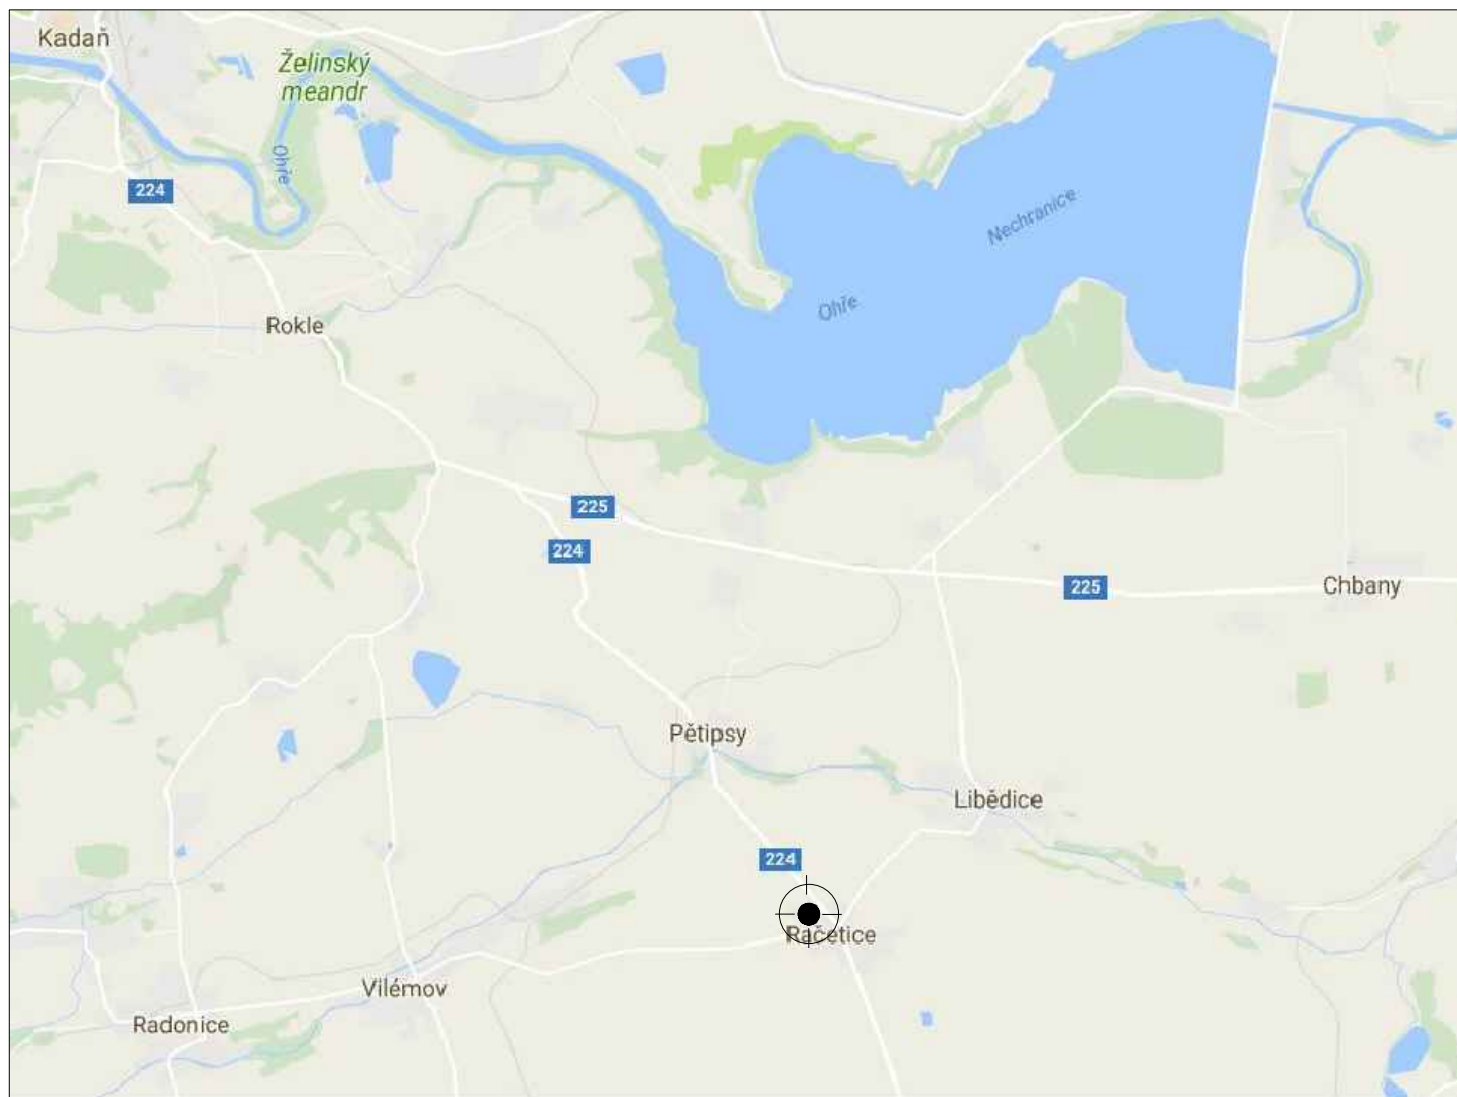 Kadaň
Želinský
meandr
Ohře
224
Nechranice
Ohře
Rokle
225
224
225
Chbany
Pětipsy
Libědice
224
Račetice
Vilémov
Radonice